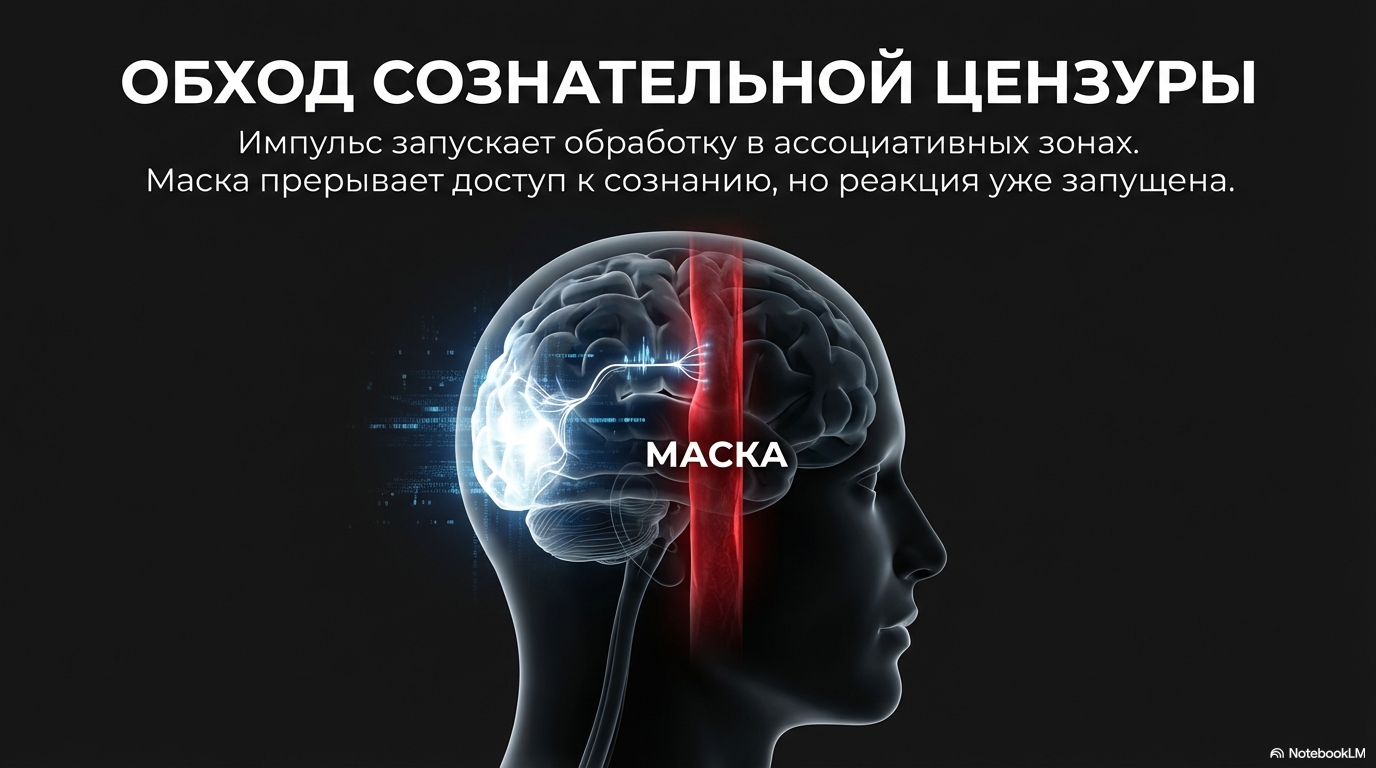 ОБХОД СОЗНАТЕЛЬНОЙ ЦЕНЗУРЫ
Импульс запускает обработку в ассоциативных зонах.
Маска прерывает доступ к сознанию, но реакция уже запущена.
МАСКА
NotebookLM